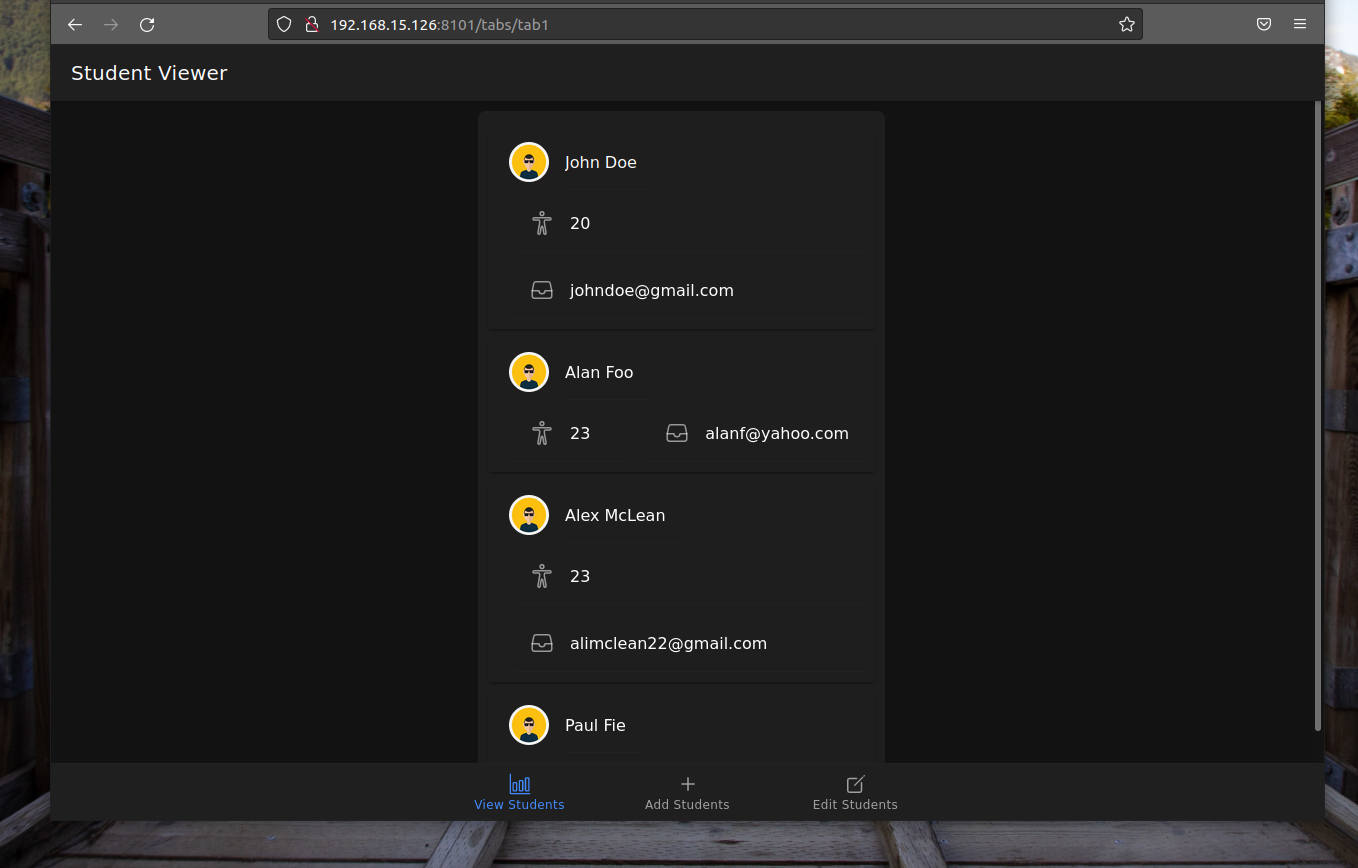 192.168.15.126:8101/tabs/tab1
Student Viewer
John Doe
20
johndoe@gmail.com
Alan Foo
23
alanf@yahoo.com
Alex McLean
23
alimclean22@gmail.com
Paul Fie
View Students
Add Students
Edit Students